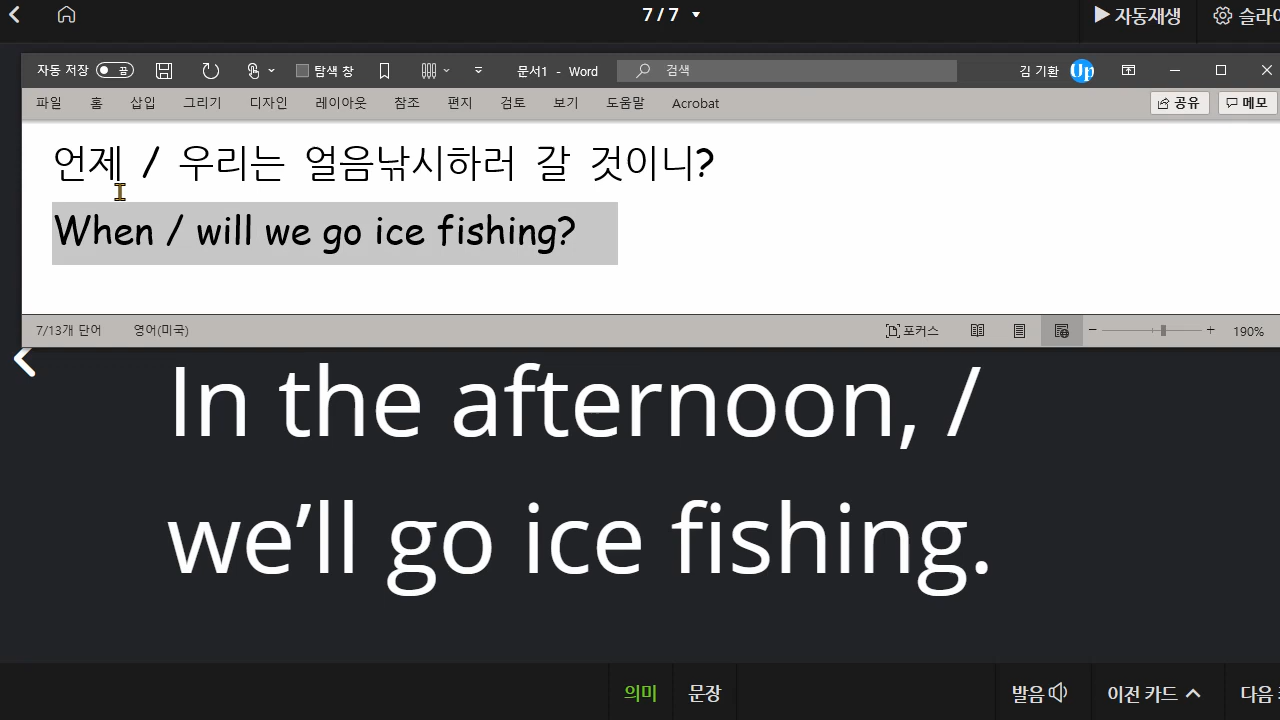 7 / 7
자동재생
슬라이
자동 저장 끔
탐색 창
문서1 - Word
검색
김 기환
Up
파일 홈 삽입 그리기 디자인 레이아웃 참조 편지 검토 보기 도움말 Acrobat
공유 메모
언제 / 우리는 얼음낚시하러 갈 것이니?
When / will we go ice fishing?
7/13개 단어 영어(미국)
포커스
190%
In the afternoon, /
we’ll go ice fishing.
의미 문장 발음 이전 카드 다음